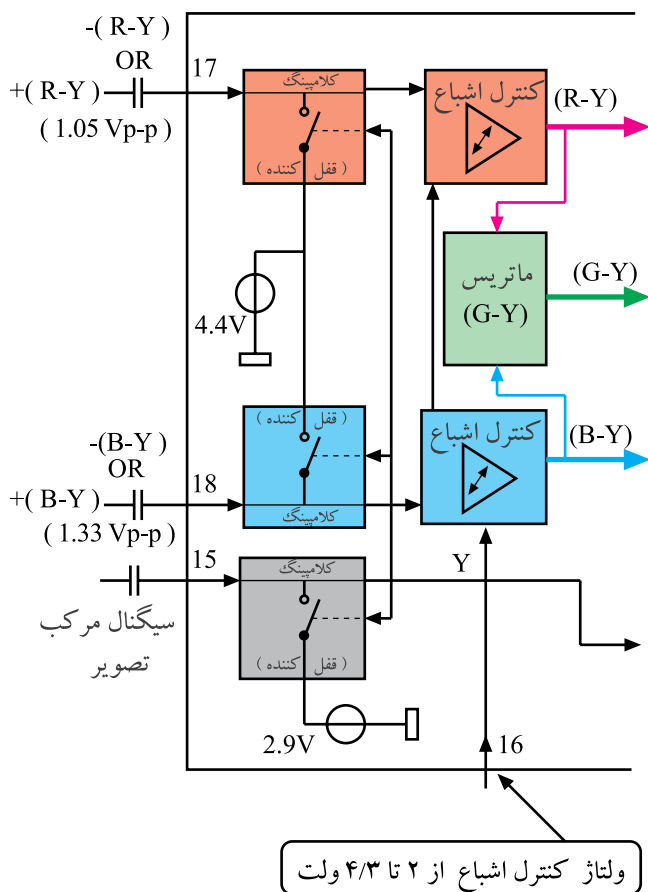 -( R-Y )
OR
+( R-Y )
( 1.05 Vp-p )
17
کلامپینگ
( قفل کننده )
کنترل اشباع
(R-Y)
4.4V
ماتریس
(G-Y)
(G-Y)
-(B-Y )
OR
+( B-Y )
( 1.33 Vp-p )
18
( قفل کننده )
کلامپینگ
کنترل اشباع
(B-Y)
15
سیگنال مرکب
تصویر
کلامپینگ
( قفل کننده )
Y
2.9V
16
ولتاژ کنترل اشباع از ۲ تا ۴/۳ ولت